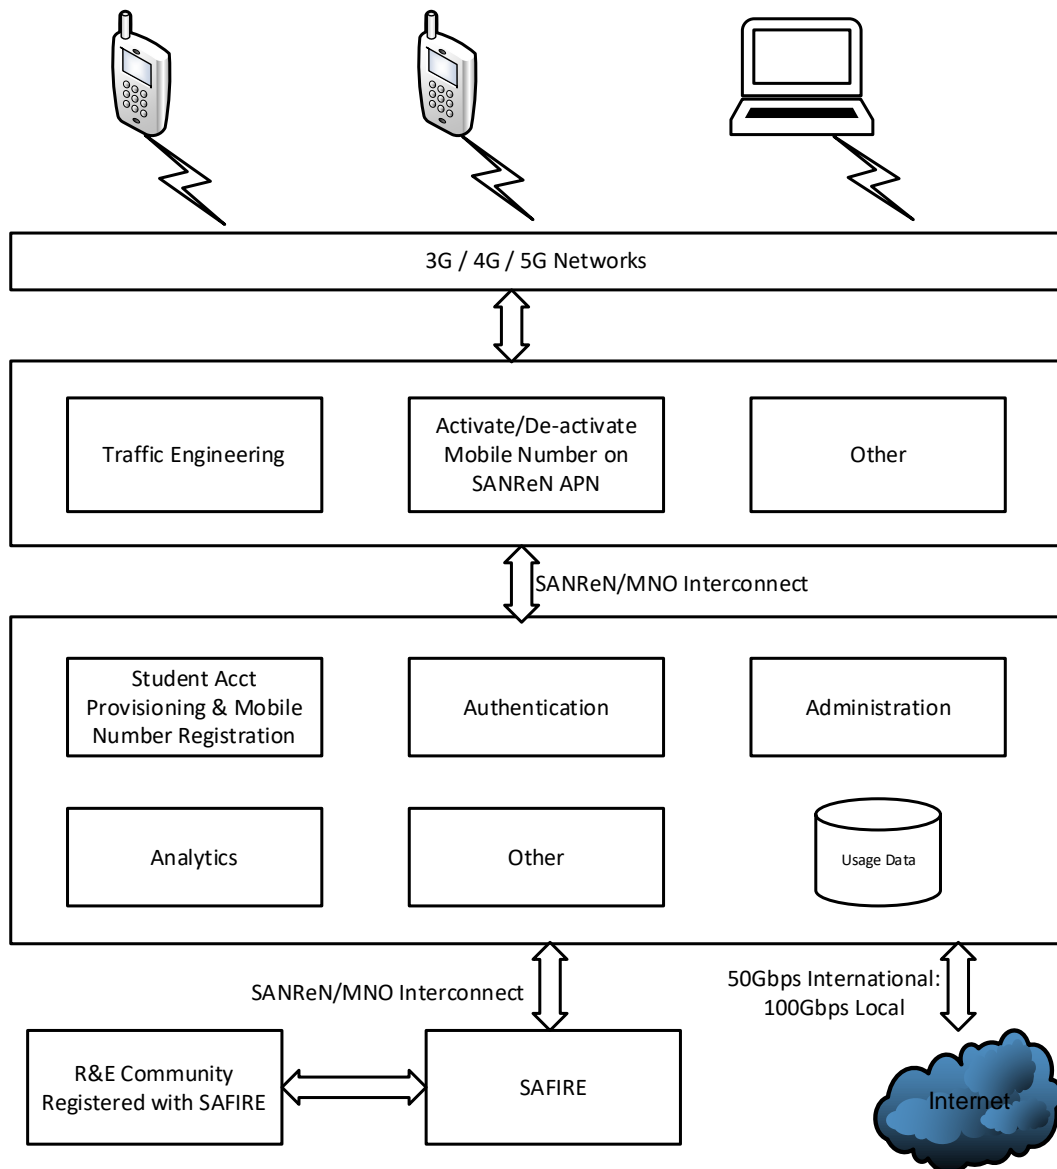 3G / 4G / 5G Networks
Traffic Engineering
Activate/De-activate
Mobile Number on
SANReN APN
Other
SANReN/MNO Interconnect
Student Acct
Provisioning & Mobile
Number Registration
Authentication
Administration
Analytics
Other
Usage Data
SANReN/MNO Interconnect
50Gbps International:
100Gbps Local
R&E Community
Registered with SAFIRE
SAFIRE
Internet